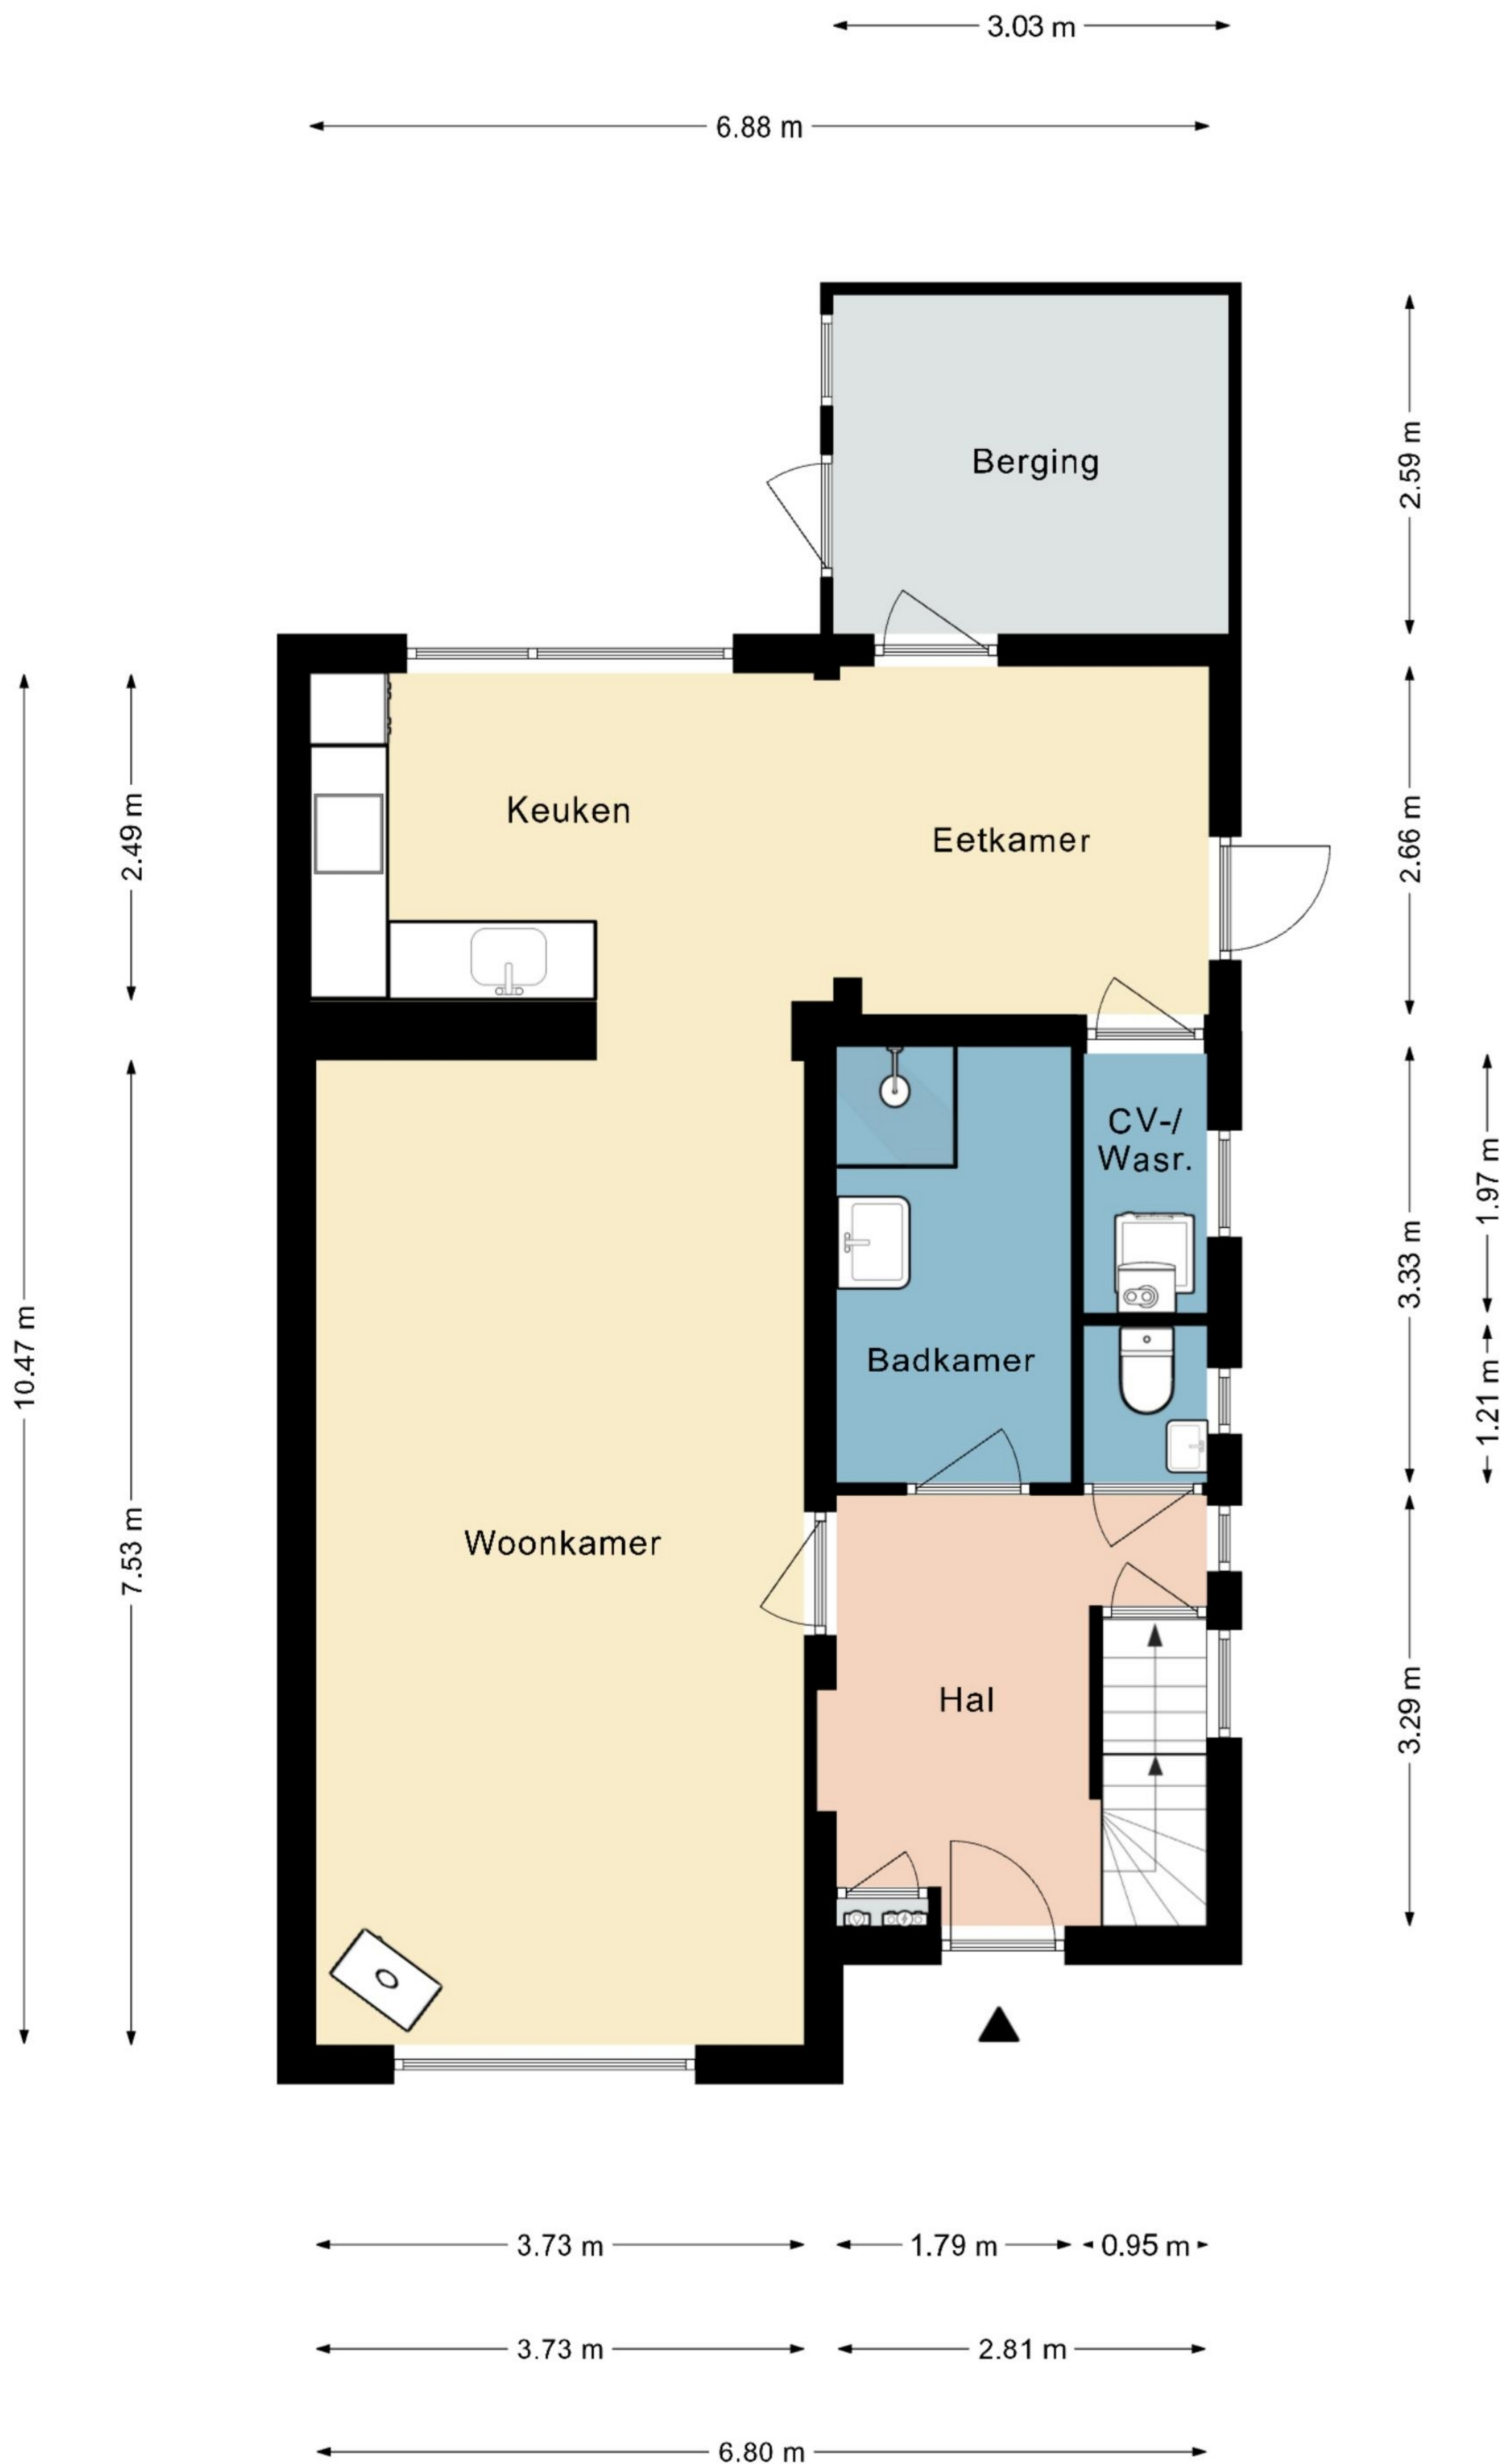 3.03 m
6.88 m
Berging
2.59 m
Keuken
Eetkamer
2.49 m
2.66 m
CV-/
Wasr.
1.97 m
3.33 m
10.47 m
Badkamer
1.21 m
Woonkamer
7.53 m
Hal
3.29 m
3.73 m
1.79 m
0.95 m
3.73 m
2.81 m
6.80 m